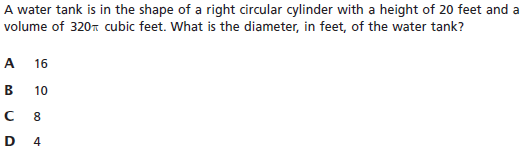 A water tank is in the shape of a right circular cylinder with a height of 20 feet and a
volume of 320π cubic feet. What is the diameter, in feet, of the water tank?
A 16
B 10
C 8
D 4